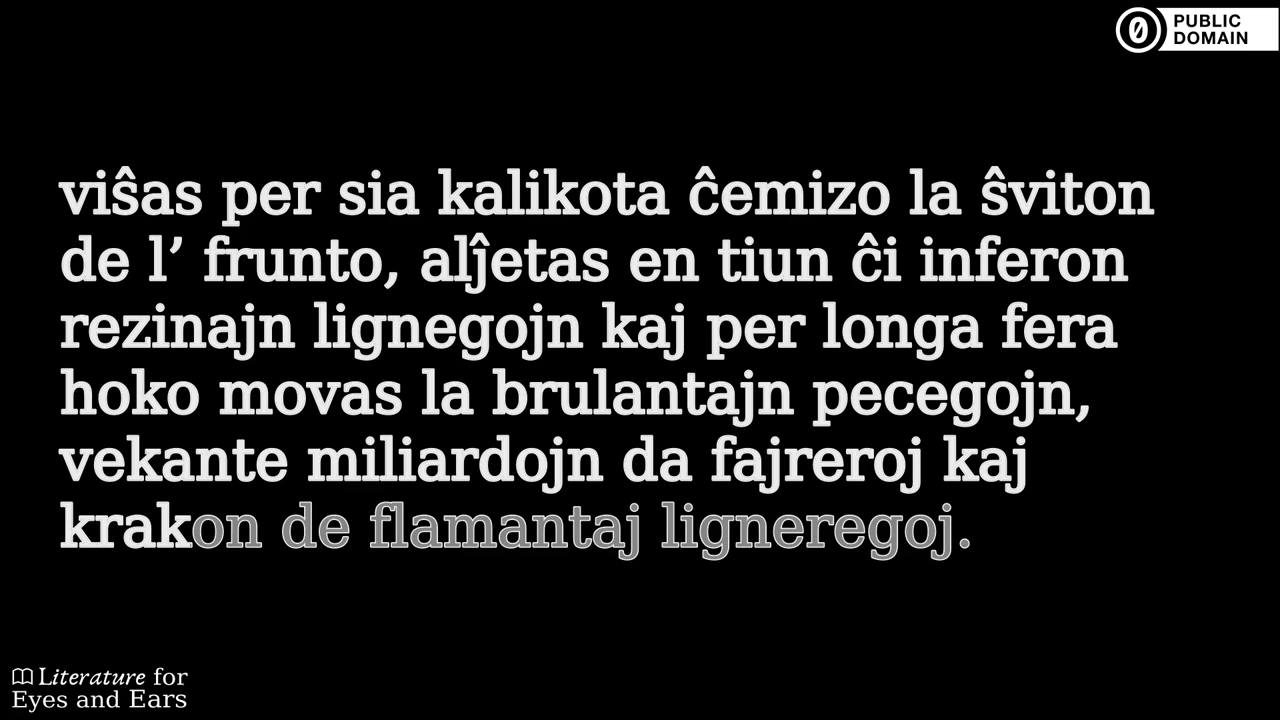 PUBLIC
DOMAIN
viŝas per sia kalikota ĉemizo la ŝviton
de l’ frunto, alĵetas en tiun ĉi inferon
rezinajn lignegojn kaj per longa fera
hoko movas la brulantajn pecegojn,
vekante miliardojn da fajreroj kaj
krakon de flamantaj ligneregoj.
Literature for
Eyes and Ears